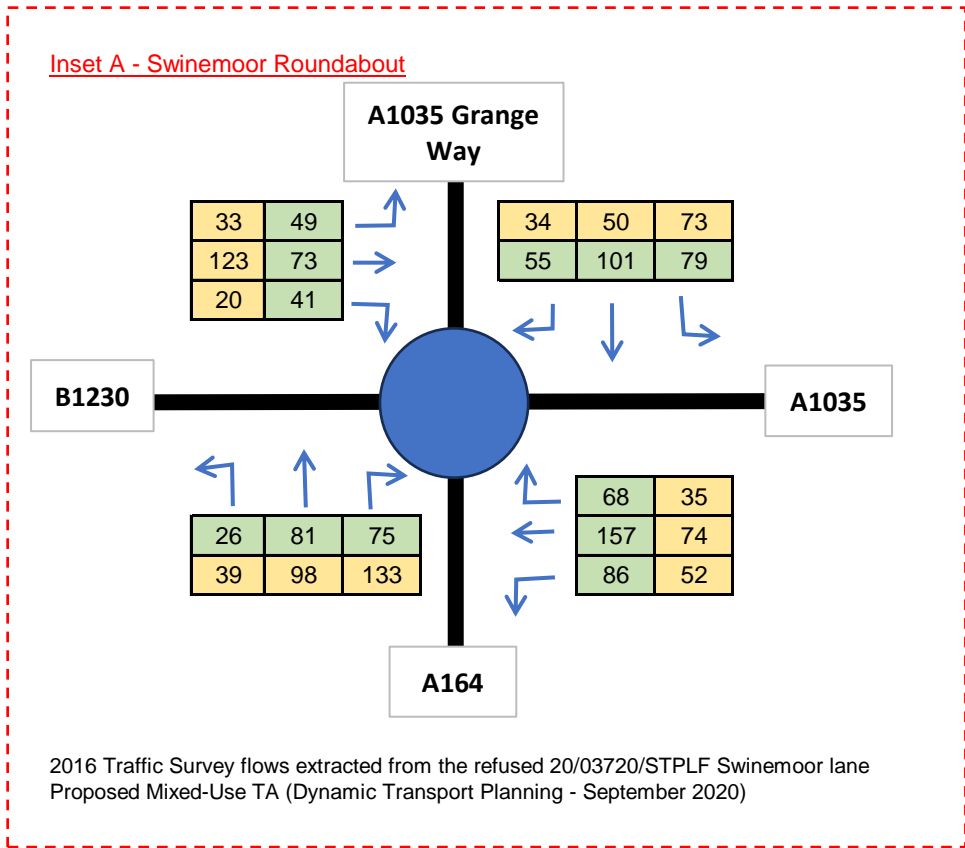 Inset A - Swinemoor Roundabout
A1035 Grange
Way
33 49
123 73
20 41
34 50 73
55 101 79
B1230
A1035
26 81 75
39 98 133
68 35
157 74
86 52
A164
2016 Traffic Survey flows extracted from the refused 20/03720/STPLF Swinemoor lane
Proposed Mixed-Use TA (Dynamic Transport Planning - September 2020)